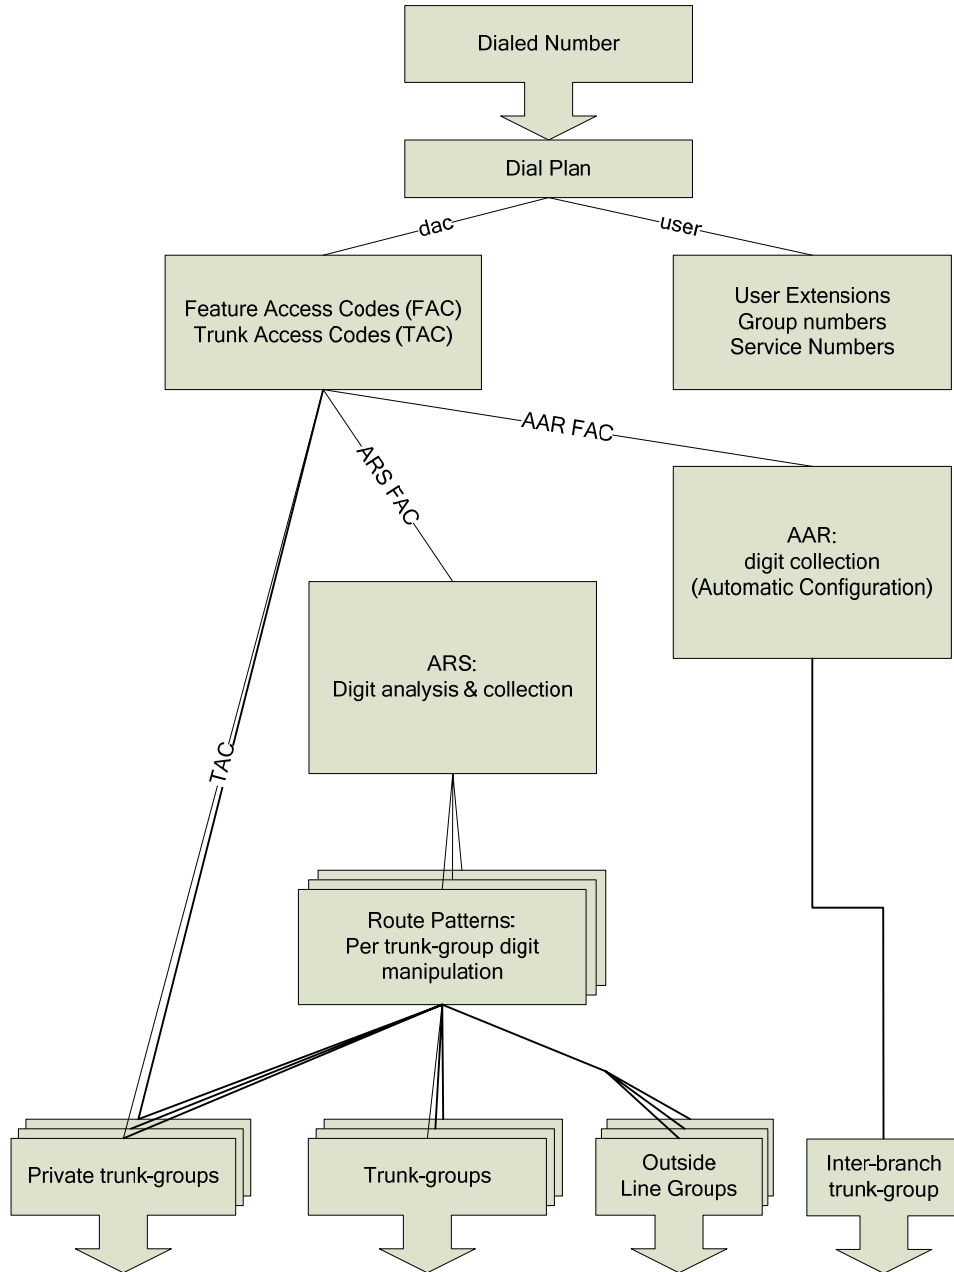 Dialed Number
Dial Plan
dac
user
Feature Access Codes (FAC)
Trunk Access Codes (TAC)
User Extensions
Group numbers
Service Numbers
AAR FAC
ARS FAC
AAR:
digit collection
(Automatic Configuration)
ARS:
Digit analysis & collection
TAC
Route Patterns:
Per trunk-group digit
manipulation
Private trunk-groups
Trunk-groups
Outside
Line Groups
Inter-branch
trunk-group